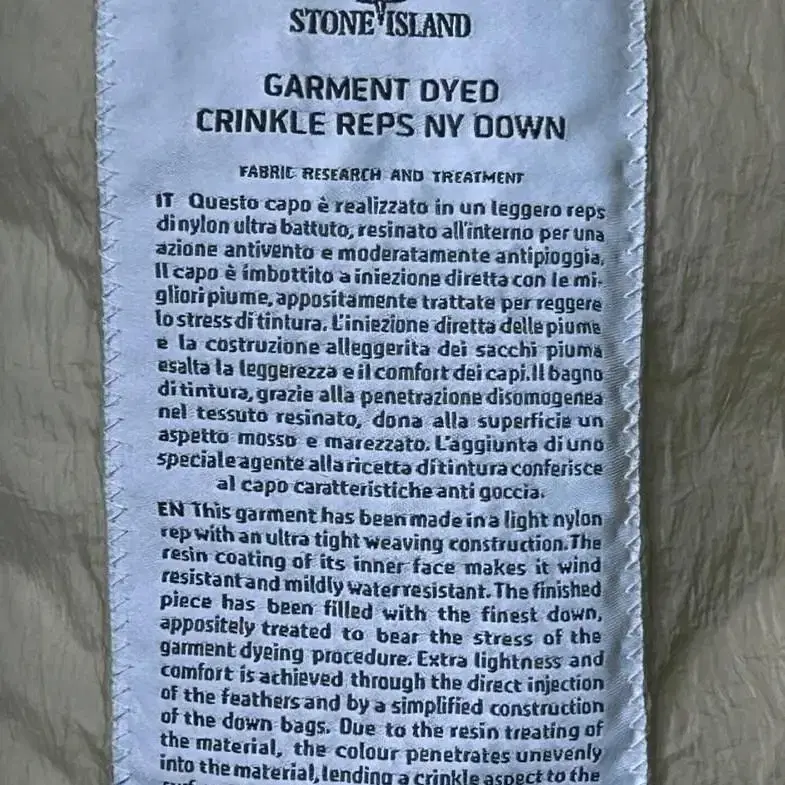 STONE ISLAND
GARMENT DYED
CRINKLE REPS NY DOWN
FABRIC RESEARCH AND TREATMENT
IT Questo capo è realizzato in un leggero reps
di nylon ultra battuto, resinato all'interno per una
azione antivento e moderatamente antipioggia.
Il capo è imbottito a iniezione diretta con le mi-
gliori piume, appositamente trattate per reggere
lo stress di tintura. L'iniezione diretta delle piume
e la costruzione alleggerita dei sacchi piuma
esalta la leggerezza e il comfort dei capi. Il bagno
di tintura, grazie alla penetrazione disomogenea
nel tessuto resinato, dona alla superficie un
aspetto mosso e marezzato. L'aggiunta di uno
speciale agente alla ricetta di tintura conferisce
al capo caratteristiche anti goccia.
EN This garment has been made in a light nylon
rep with an ultra tight weaving construction. The
resin coating of its inner face makes it wind
resistant and mildly water resistant. The finished
piece has been filled with the finest down,
appositely treated to bear the stress of the
garment dyeing procedure. Extra lightness and
comfort is achieved through the direct injection
of the feathers and by a simplified construction
of the down bags. Due to the resin treating of
the material, the colour penetrates unevenly
into the material, lending a crinkle aspect to the